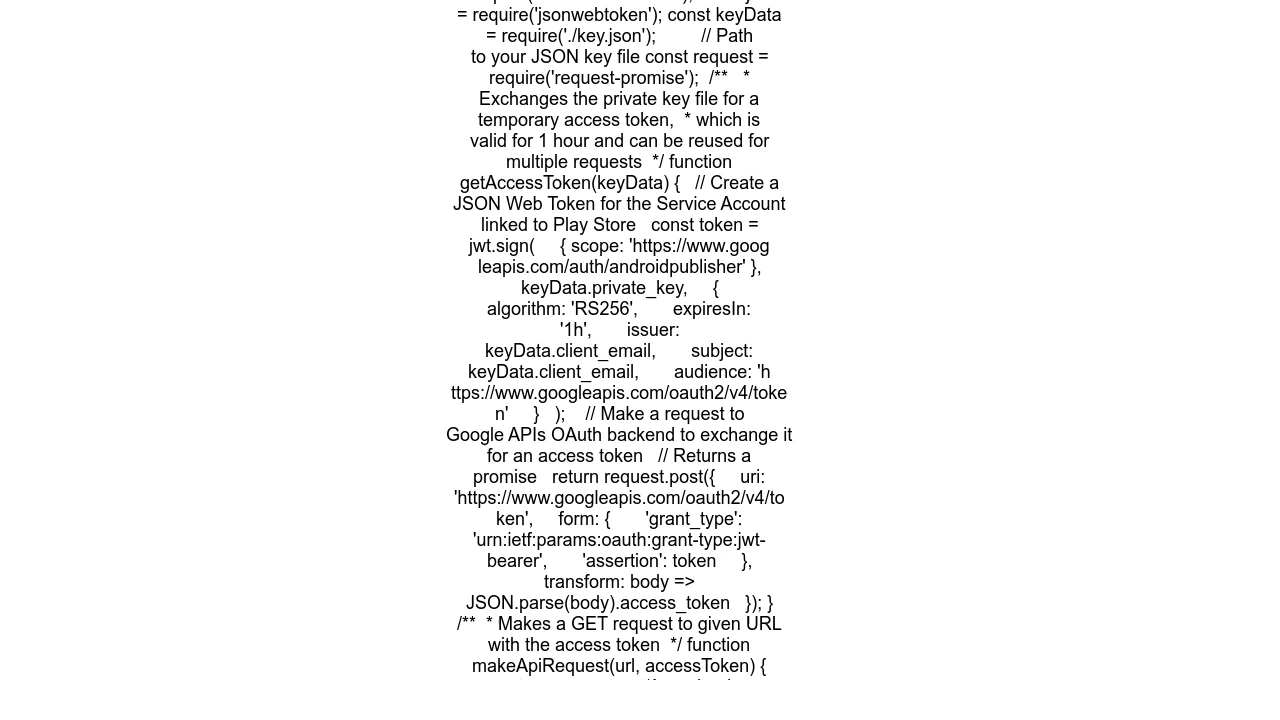 = require('jsonwebtoken'); const keyData
= require('./key.json');         // Path
to your JSON key file const request =
require('request-promise');  /**   *
Exchanges the private key file for a
temporary access token,  * which is
valid for 1 hour and can be reused for
multiple requests  */ function
getAccessToken(keyData) {   // Create a
JSON Web Token for the Service Account
linked to Play Store   const token =
jwt.sign(     { scope: 'https://www.goog
leapis.com/auth/androidpublisher' },
keyData.private_key,     {
algorithm: 'RS256',       expiresIn:
'1h',       issuer:
keyData.client_email,       subject:
keyData.client_email,       audience: 'h
ttps://www.googleapis.com/oauth2/v4/toke
n'     }   );    // Make a request to
Google APIs OAuth backend to exchange it
for an access token   // Returns a
promise   return request.post({     uri:
'https://www.googleapis.com/oauth2/v4/to
ken',     form: {       'grant_type':
'urn:ietf:params:oauth:grant-type:jwt-
bearer',       'assertion': token     },
transform: body =>
JSON.parse(body).access_token   }); }
/**  * Makes a GET request to given URL
with the access token  */ function
makeApiRequest(url, accessToken) {